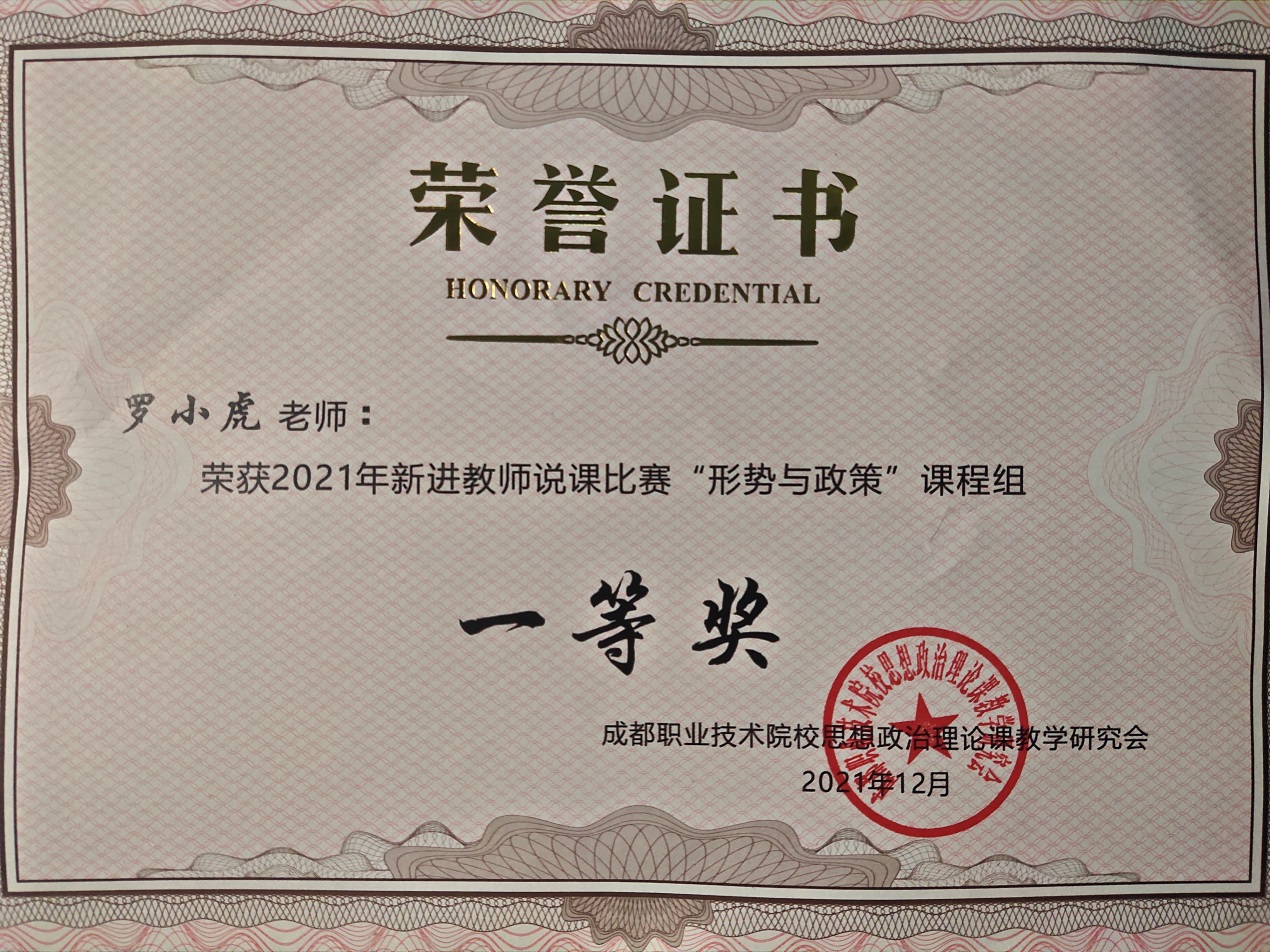 荣誉证书
HONORARY CREDENTIAL
罗小虎 老师：
荣获2021年新进教师说课比赛“形势与政策”课程组
一等奖
成都职业技术院校思想政治理论课教学研究会
2021年12月